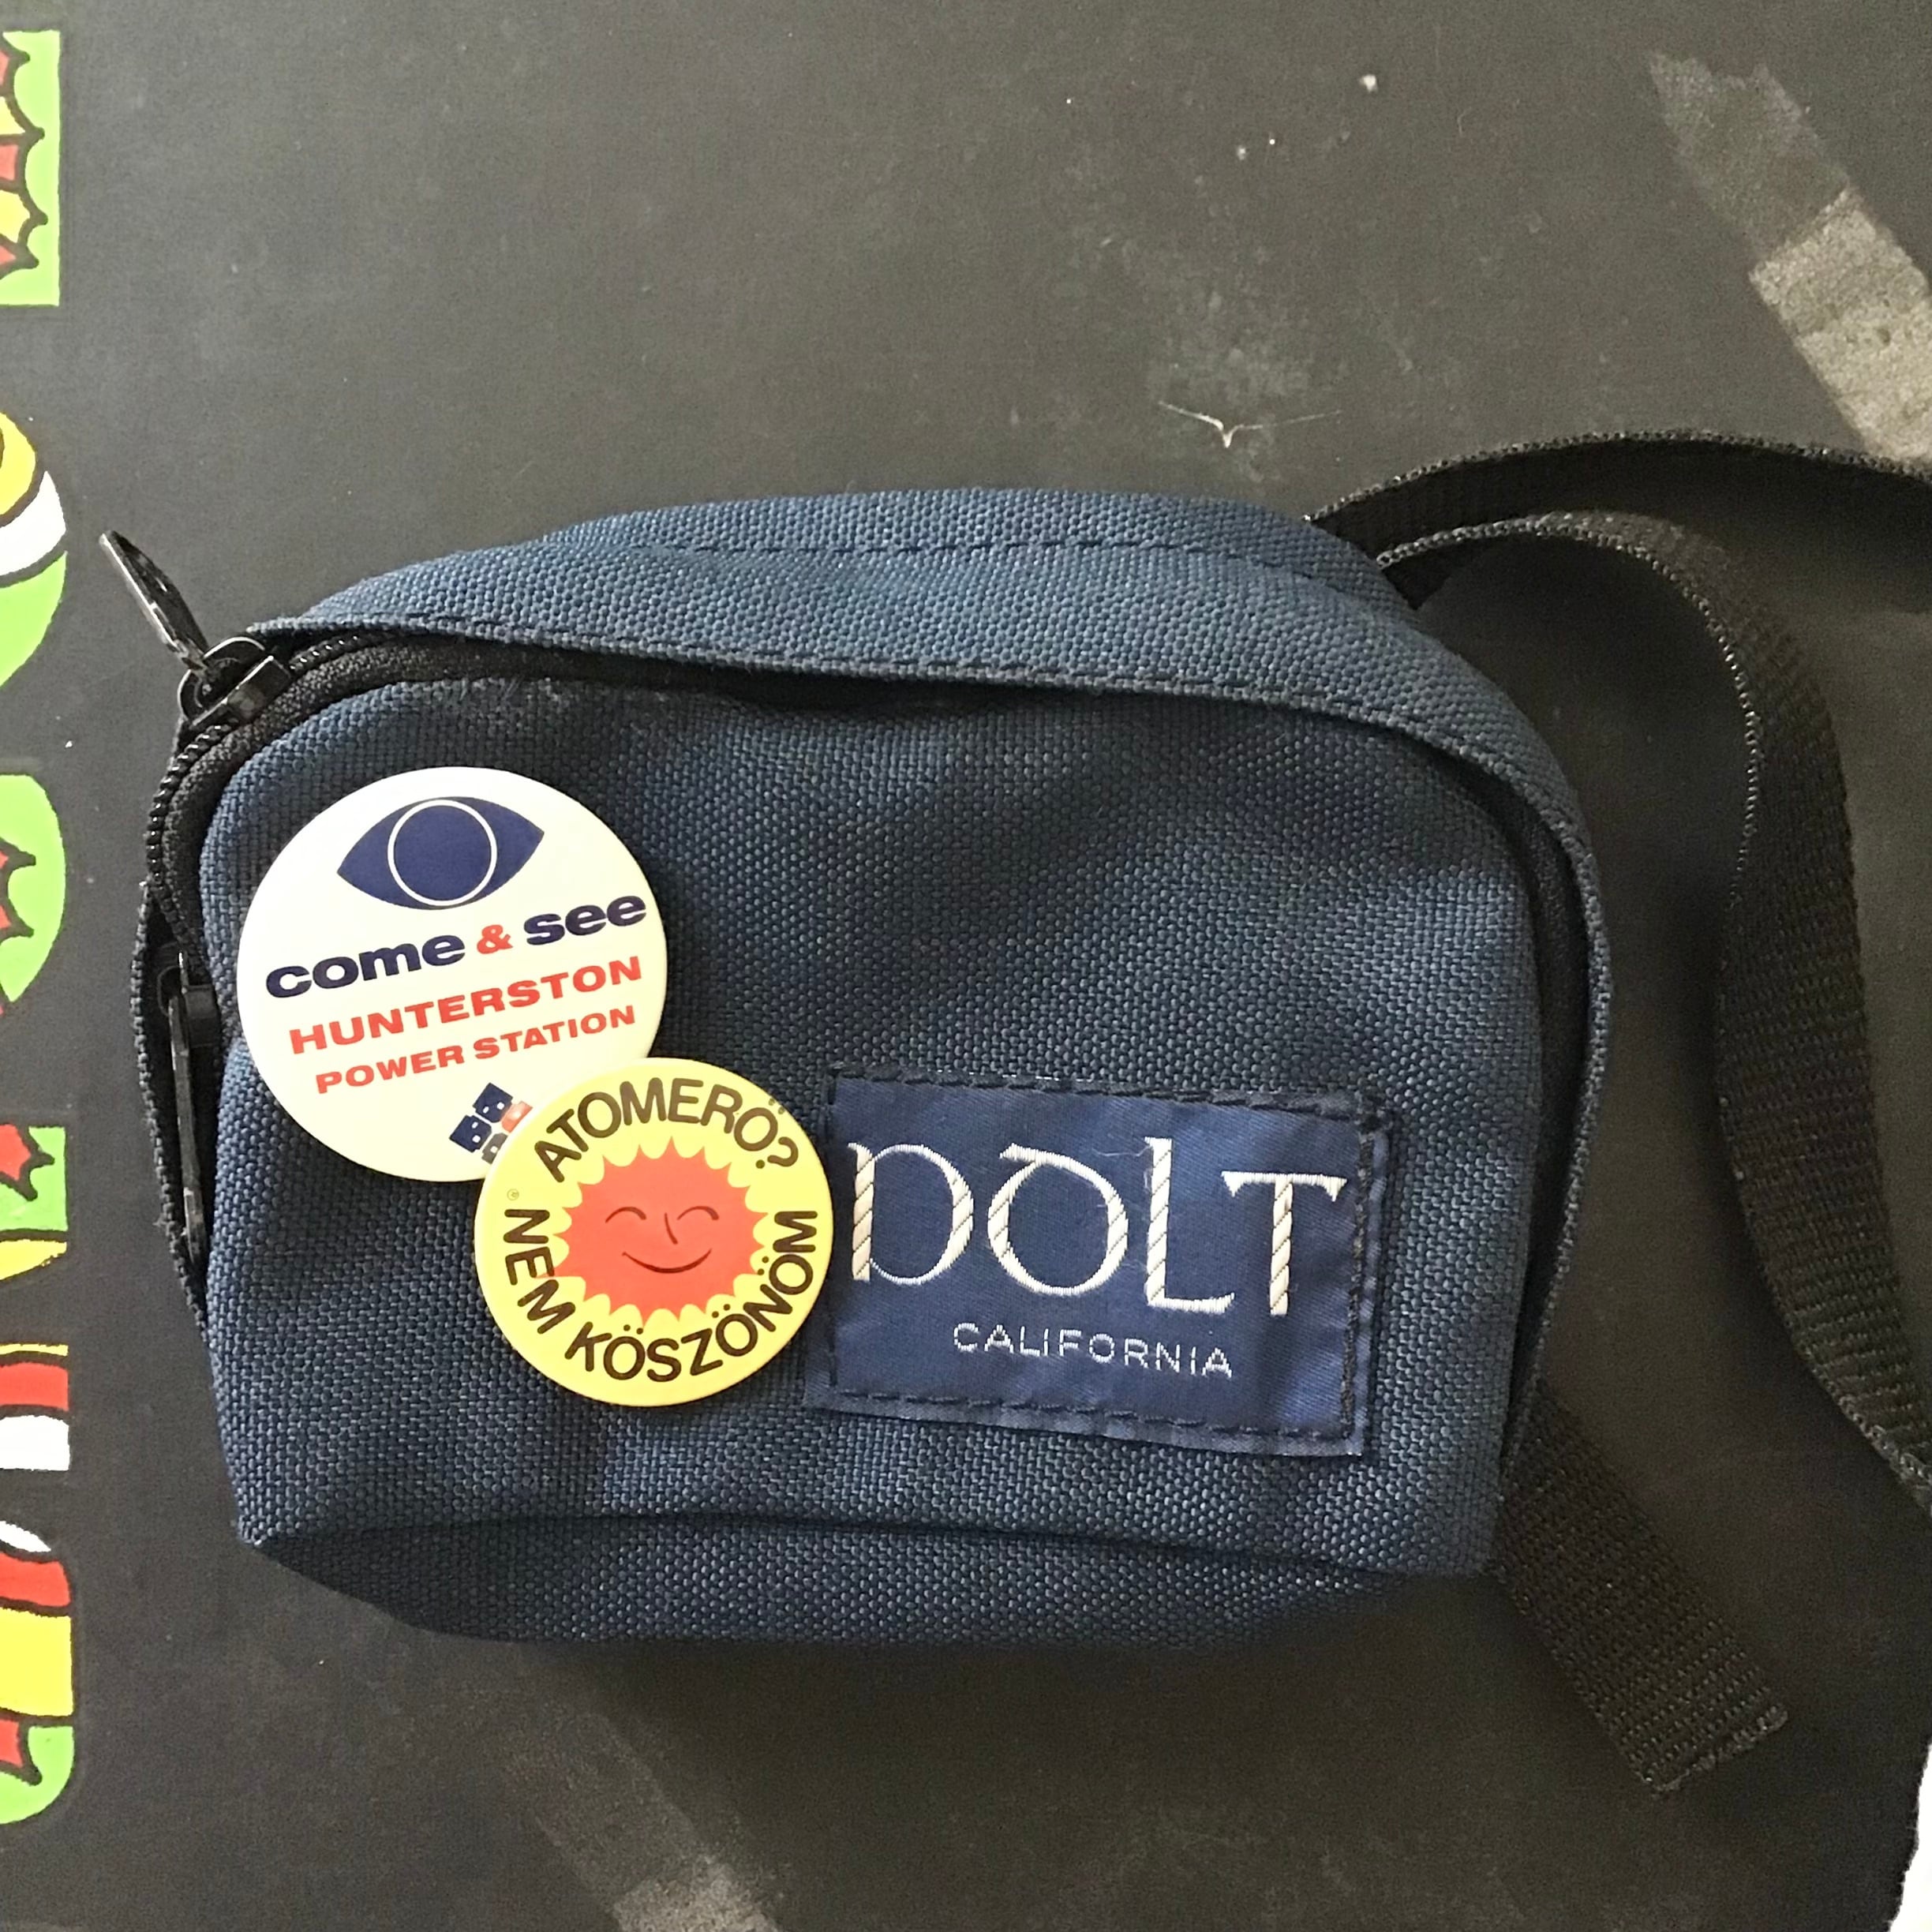 come & see
HUNTERSTON
POWER STATION
ATOMERŐ?
NEM KÖSZÖNÖM
DOLT
CALIFORNIA